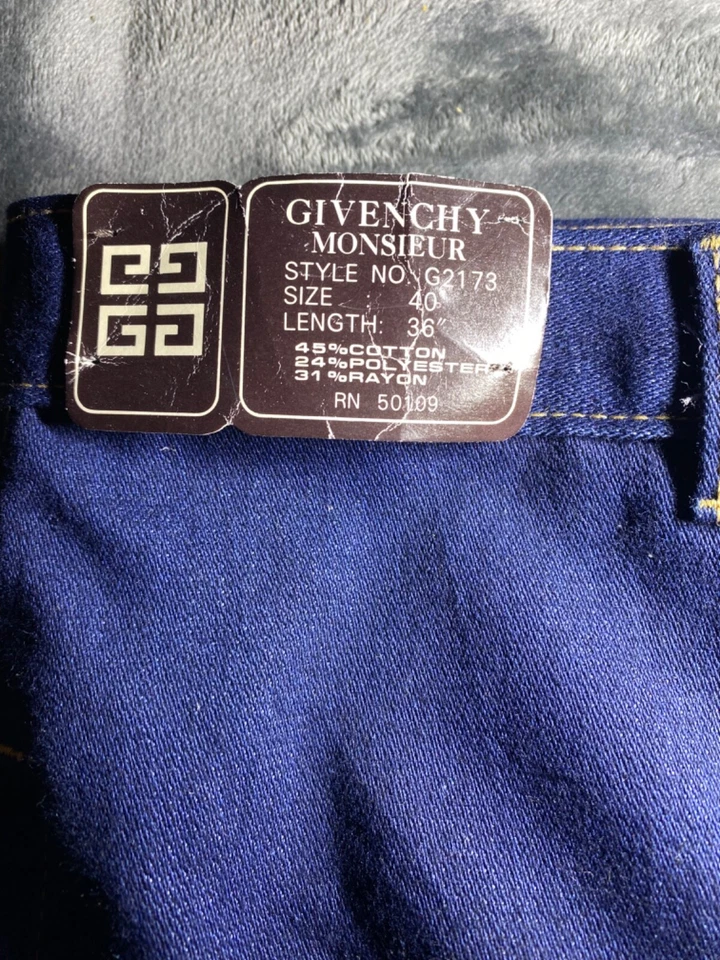 GIVENCHY
MONSIEUR
STYLE NO. G2173
SIZE : 40
LENGTH: 36"
45%COTTON
24%POLYESTER
31%RAYON
RN 50109